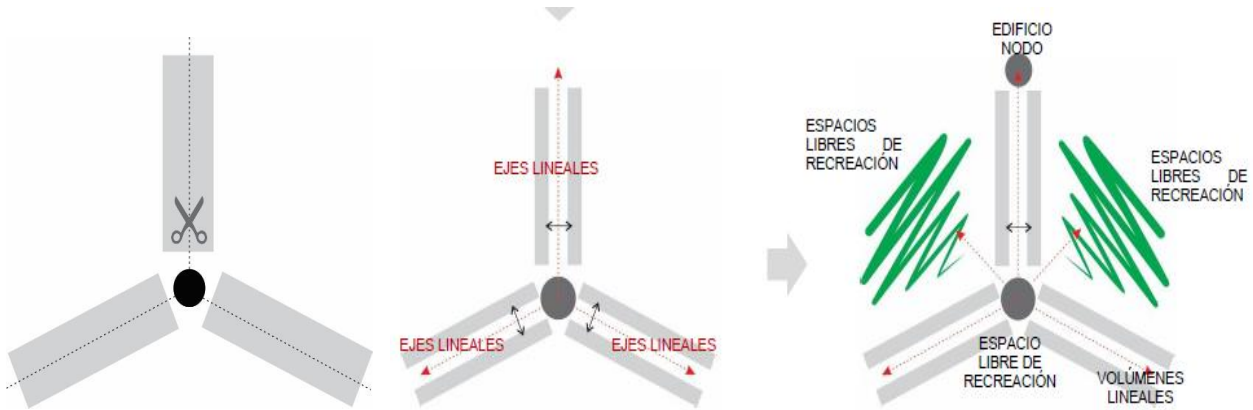 EJES LINEALES
EJES LINEALES
EJES LINEALES
EDIFICIO
NODO
ESPACIOS
LIBRES DE
RECREACIÓN
ESPACIOS
LIBRES DE
RECREACIÓN
ESPACIO
LIBRE DE
RECREACIÓN
VOLÚMENES
LINEALES